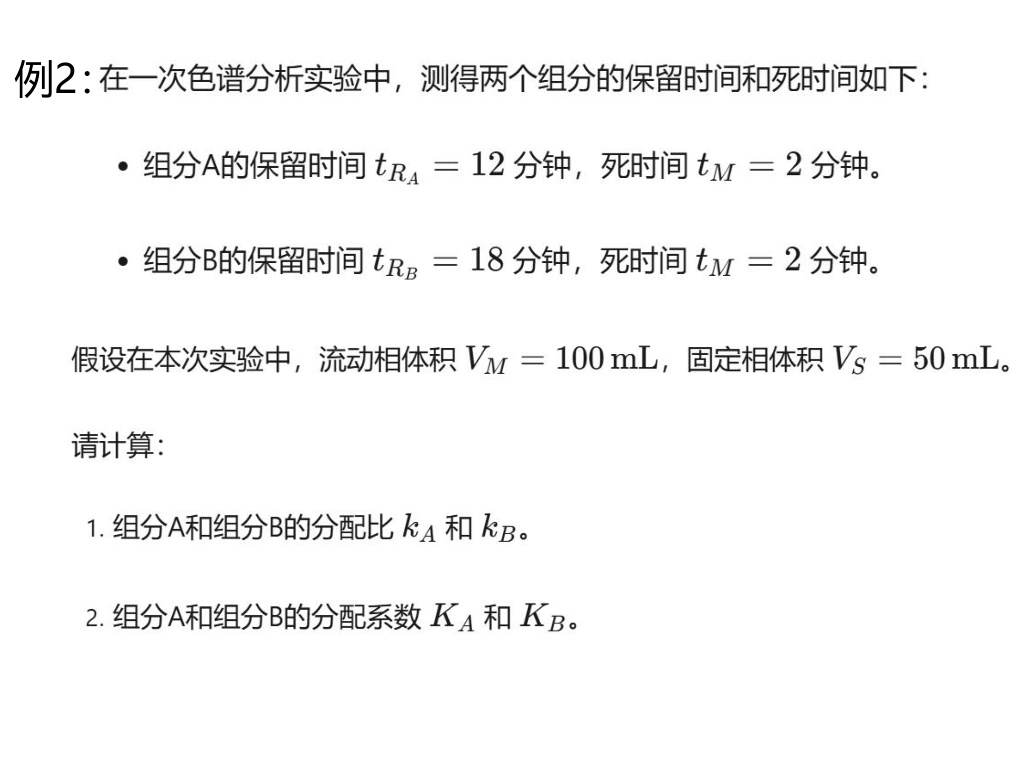 例2：在一次色谱分析实验中，测得两个组分的保留时间和死时间如下：
• 组分A的保留时间 $t_{R_A} = 12$ 分钟，死时间 $t_M = 2$ 分钟。
• 组分B的保留时间 $t_{R_B} = 18$ 分钟，死时间 $t_M = 2$ 分钟。
假设在本次实验中，流动相体积 $V_M = 100\,\mathrm{mL}$，固定相体积 $V_S = 50\,\mathrm{mL}$。
请计算：
1. 组分A和组分B的分配比 $k_A$ 和 $k_B$。
2. 组分A和组分B的分配系数 $K_A$ 和 $K_B$。